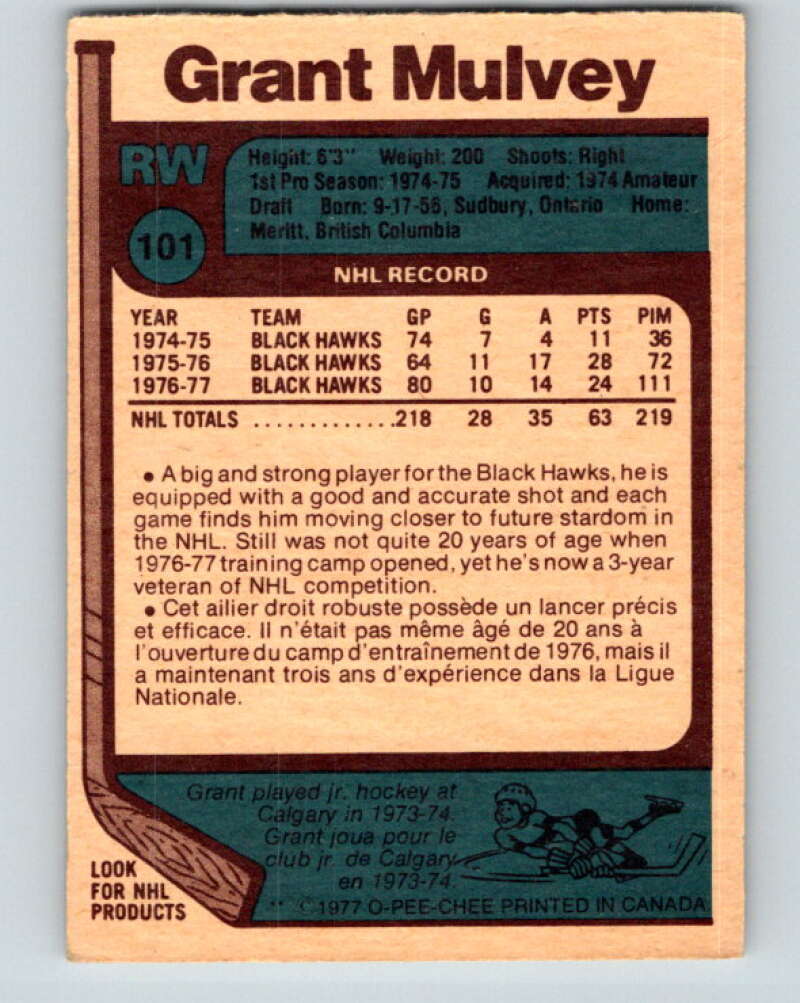 Grant Mulvey
RW
Height: 6'3" Weight: 200 Shoots: Right
1st Pro Season: 1974-75 Acquired: 1974 Amateur
Draft Born: 9-17-56, Sudbury, Ontario Home:
Meritt, British Columbia
101
NHL RECORD
YEAR TEAM GP G A PTS PIM
1974-75 BLACK HAWKS 74 7 4 11 36
1975-76 BLACK HAWKS 64 11 17 28 72
1976-77 BLACK HAWKS 80 10 14 24 111
NHL TOTALS .............218 28 35 63 219
• A big and strong player for the Black Hawks, he is
equipped with a good and accurate shot and each
game finds him moving closer to future stardom in
the NHL. Still was not quite 20 years of age when
1976-77 training camp opened, yet he's now a 3-year
veteran of NHL competition.
• Cet ailier droit robuste possède un lancer précis
et efficace. Il n'était pas même âgé de 20 ans à
l'ouverture du camp d'entraînement de 1976, mais il
a maintenant trois ans d'expérience dans la Ligue
Nationale.
Grant played jr. hockey at
Calgary in 1973-74.
Grant joua pour le
club jr. de Calgary
en 1973-74.
LOOK
FOR NHL
PRODUCTS
** ©1977 O-PEE-CHEE PRINTED IN CANADA